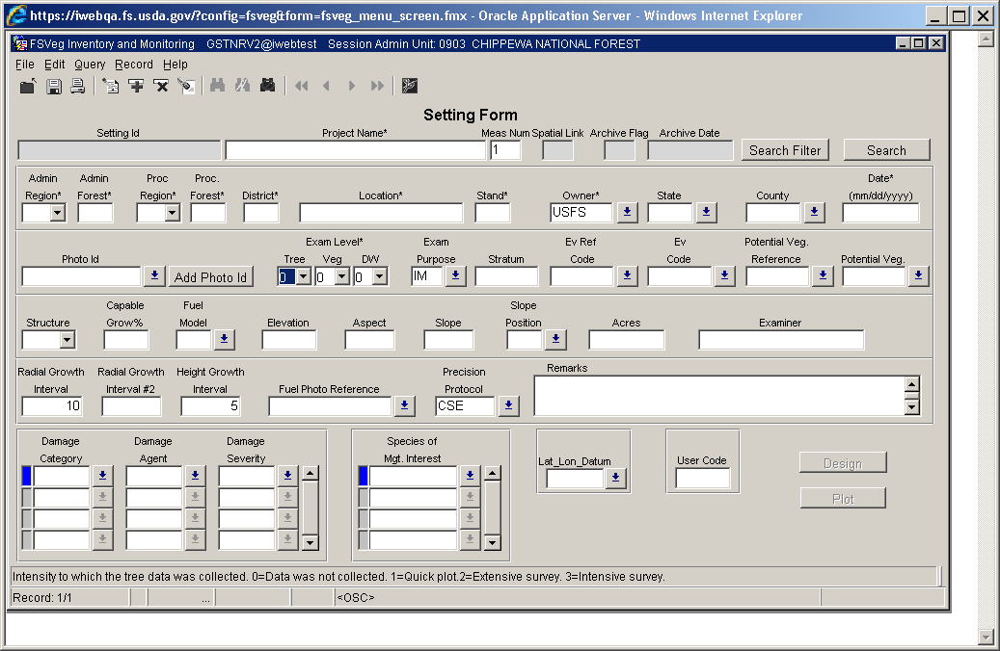 https://iwebqa.fs.usda.gov/?config=fsveg&form=fsveg_menu_screen.fmx - Oracle Application Server - Windows Internet Explorer
FSVeg Inventory and Monitoring GSTNRV2@iwebtest Session Admin Unit: 0903 CHIPPEWA NATIONAL FOREST
File Edit Query Record Help
Setting Form
Setting Id Project Name* Meas Num Spatial Link Archive Flag Archive Date
1 Search Filter Search
Admin Admin Proc Proc. Date*
Region* Forest* Region* Forest* District* Location* Stand* Owner* State County (mm/dd/yyyy)
USFS
Exam Level* Exam Ev Ref Ev Potential Veg.
Photo Id Tree Veg DW Purpose Stratum Code Code Reference Potential Veg.
Add Photo Id 0 0 0 IM
Capable Fuel Slope
Structure Grow% Model Elevation Aspect Slope Position Acres Examiner
Radial Growth Radial Growth Height Growth Precision Remarks
Interval Interval #2 Interval Fuel Photo Reference Protocol
10 5 CSE
Damage Damage Damage Species of
Category Agent Severity Mgt. Interest Lat_Lon_Datum User Code
Design
Plot
Intensity to which the tree data was collected. 0=Data was not collected. 1=Quick plot.2=Extensive survey. 3=Intensive survey.
Record: 1/1 ... <OSC>